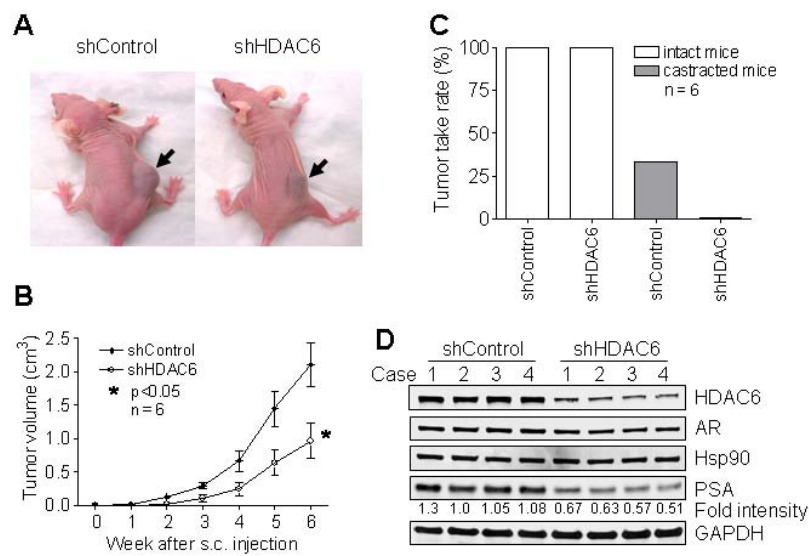 A
shControl shHDAC6
B
Tumor volume (cm3)
2.5
2.0
1.5
1.0
0.5
0.0
shControl
shHDAC6
* p<0.05
n = 6
*
0 1 2 3 4 5 6
Week after s.c. injection
C
Tumor take rate (%)
100
75
50
25
0
intact mice
castracted mice
n = 6
shControl
shHDAC6
shControl
shHDAC6
D
shControl shHDAC6
Case 1 2 3 4 1 2 3 4
HDAC6
AR
Hsp90
PSA
1.3 1.0 1.05 1.08 0.67 0.63 0.57 0.51 Fold intensity
GAPDH